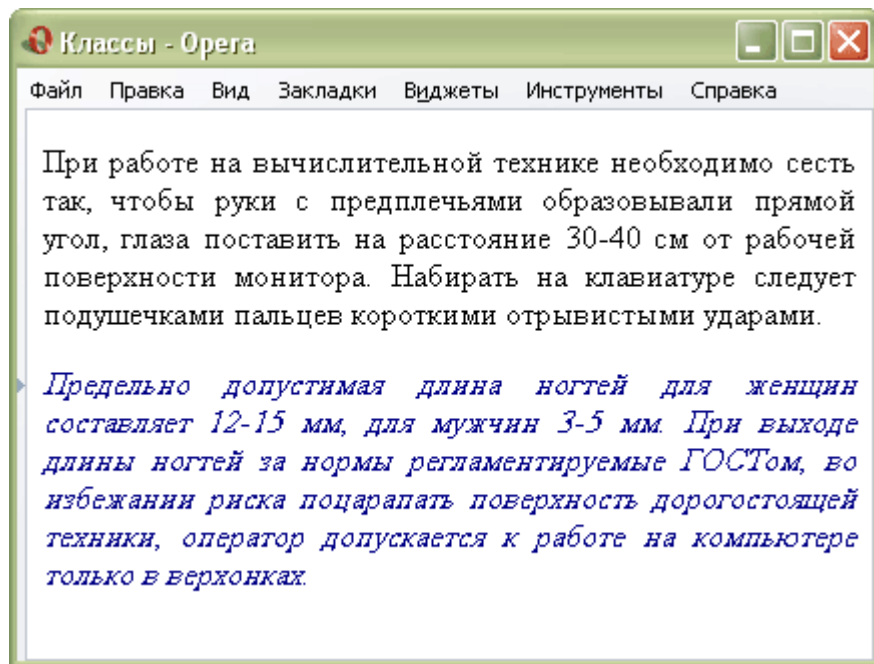 Классы - Opera
Файл Правка Вид Закладки Виджеты Инструменты Справка
При работе на вычислительной технике необходимо сесть
так, чтобы руки с предплечьями образовывали прямой
угол, глаза поставить на расстояние 30-40 см от рабочей
поверхности монитора. Набирать на клавиатуре следует
подушечками пальцев короткими отрывистыми ударами.
Предельно допустимая длина ногтей для женщин
составляет 12-15 мм, для мужчин 3-5 мм. При выходе
длины ногтей за нормы регламентируемые ГОСТом, во
избежании риска поцарапать поверхность дорогостоящей
техники, оператор допускается к работе на компьютере
только в верхонках.